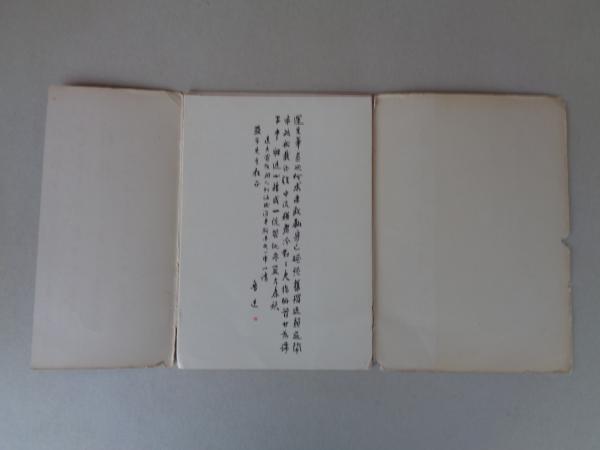 運交華蓋欲何求未敢翻身已碰頭舊帽遮顏過鬧
市破船載酒泛中流橫眉冷對千夫指俯首甘為孺
子牛躲進小樓成一統管他冬夏與春秋
達夫賞飯閒人打油偷得半聯湊成一律以請
亞子先生教正
魯迅